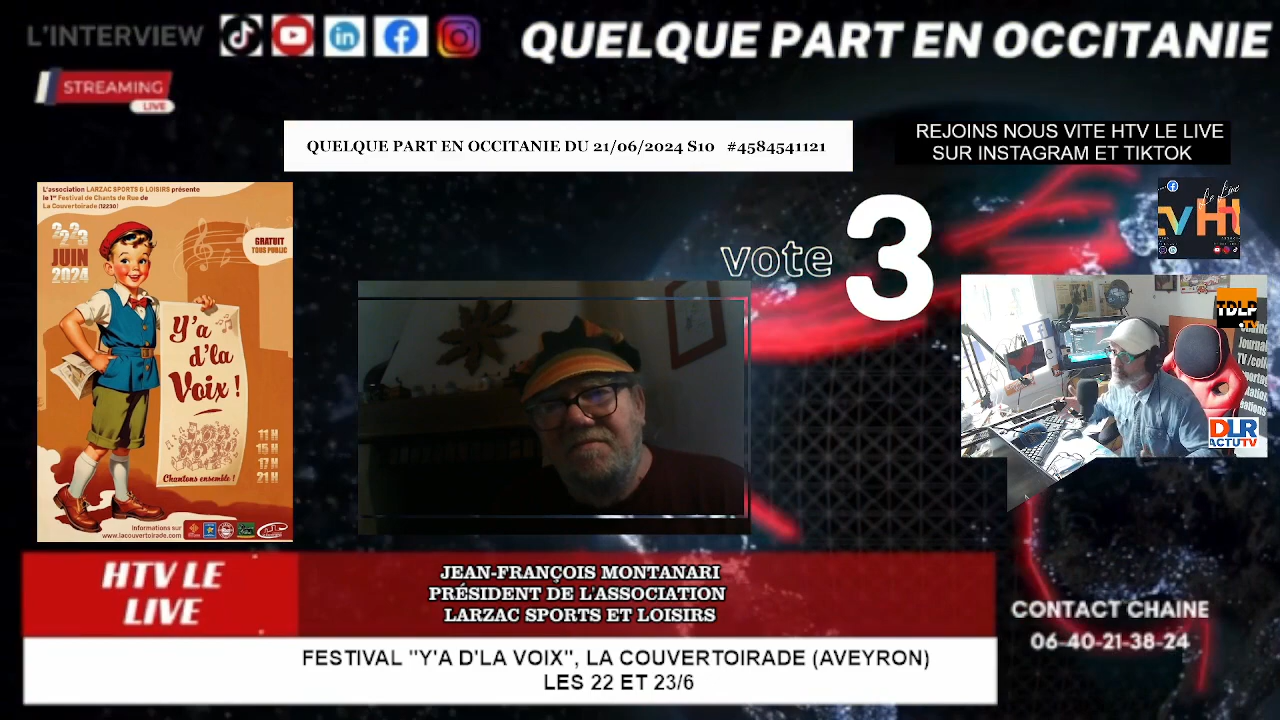 L'INTERVIEW
QUELQUE PART EN OCCITANIE
STREAMING
LIVE
QUELQUE PART EN OCCITANIE DU 21/06/2024 S10 #4584541121
REJOINS NOUS VITE HTV LE LIVE
SUR INSTAGRAM ET TIKTOK
L'association LARZAC SPORTS & LOISIRS présente
le 1er Festival de Chants de Rue de
La Couvertoirade (12230)
22-23
JUIN
2024
GRATUIT
TOUS PUBLIC
Y'a
d'la
Voix !
Chantons ensemble !
11 H
15 H
17 H
21 H
Informations sur
www.lacouvertoirade.com
vote 3
Le Live
TDLP
.TV
DLR
ACTUTV
HTV LE
LIVE
JEAN-FRANÇOIS MONTANARI
PRÉSIDENT DE L'ASSOCIATION
LARZAC SPORTS ET LOISIRS
FESTIVAL "Y'A D'LA VOIX", LA COUVERTOIRADE (AVEYRON)
LES 22 ET 23/6
CONTACT CHAINE
06-40-21-38-24